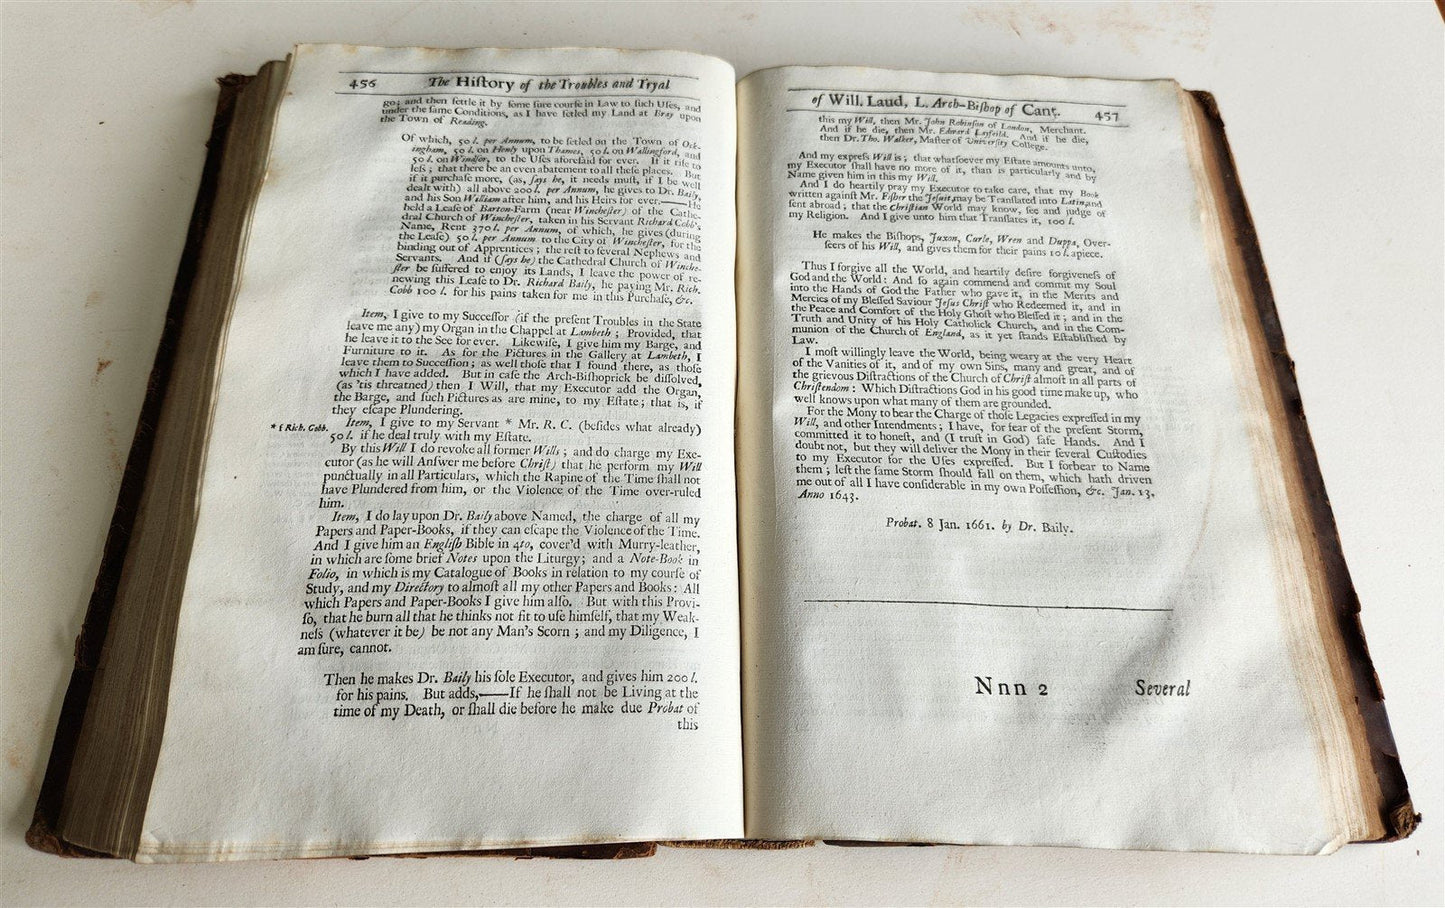 456 The Hiſtory of the Troubles and Tryal
go; and then ſettle it by ſome ſure courſe in Law to ſuch Uſes, and
under the ſame Conditions, as I have ſetled my Land at Bray upon
the Town of Reading.
Of which, 50 l. per Annum, to be ſetled on the Town of Ock-
ingham, 50 l. on Henly upon Thames, 50 l. on Wallingford, and
50 l. on Windſor, to the Uſes aforeſaid for ever. If it riſe to
leſs; that there be an even abatement to all theſe places. But
if it purchaſe more, (as, ſays he, it needs muſt, if I be well
dealt with) all above 200 l. per Annum, he gives to Dr. Baily,
and his Son William after him, and his Heirs for ever.—He
held a Leaſe of Barton-Farm (near Wincheſter) of the Cathe-
dral Church of Wincheſter, taken in his Servant Richard Cobb's
Name, Rent 370 l. per Annum, of which, he gives (during
the Leaſe) 50 l. per Annum to the City of Wincheſter, for the
binding out of Apprentices; the reſt to ſeveral Nephews and
Servants. And if (ſays he) the Cathedral Church of Winche-
ſter be ſuffered to enjoy its Lands, I leave the power of re-
newing this Leaſe to Dr. Richard Baily, he paying Mr. Rich.
Cobb 100 l. for his pains taken for me in this Purchaſe, &c.
Item, I give to my Succeſſor (if the preſent Troubles in the State
leave me any) my Organ in the Chappel at Lambeth; Provided, that
he leave it to the See for ever. Likewiſe, I give him my Barge, and
Furniture to it. As for the Pictures in the Gallery at Lambeth, I
leave them to Succeſſion; as well thoſe that I found there, as thoſe
which I have added. But in caſe the Arch-Biſhoprick be diſſolved,
(as 'tis threatned) then I Will, that my Executor add the Organ,
the Barge, and ſuch Pictures as are mine, to my Eſtate; that is, if
they eſcape Plundering.
* ſ Rich. Cobb.
Item, I give to my Servant * Mr. R. C. (beſides what already)
50 l. if he deal truly with my Eſtate.
By this Will I do revoke all former Wills; and do charge my Exe-
cutor (as he will Anſwer me before Chriſt) that he perform my Will
punctually in all Particulars, which the Rapine of the Time ſhall not
have Plundered from him, or the Violence of the Time over-ruled
him.
Item, I do lay upon Dr. Baily above Named, the charge of all my
Papers and Paper-Books, if they can eſcape the Violence of the Time.
And I give him an Engliſh Bible in 4to, cover'd with Murry-leather,
in which are ſome brief Notes upon the Liturgy; and a Note-Book in
Folio, in which is my Catalogue of Books in relation to my courſe of
Study, and my Directory to almoſt all my other Papers and Books: All
which Papers and Paper-Books I give him alſo. But with this Provi-
ſo, that he burn all that he thinks not fit to uſe himſelf, that my Weak-
neſs (whatever it be) be not any Man's Scorn; and my Diligence, I
am ſure, cannot.
Then he makes Dr. Baily his ſole Executor, and gives him 200 l.
for his pains. But adds,—If he ſhall not be Living at the
time of my Death, or ſhall die before he make due Probat of
this
of Will. Laud, L. Arch-Biſhop of Cant. 457
this my Will, then Mr. John Robinſon of London, Merchant.
And if he die, then Mr. Edward Layfeild. And if he die,
then Dr. Tho. Walker, Maſter of Univerſity College.
And my expreſs Will is; that whatſoever my Eſtate amounts unto,
my Executor ſhall have no more of it, than is particularly and by
Name given him in this my Will.
And I do heartily pray my Executor to take care, that my Book
written againſt Mr. Fiſher the Jeſuit, may be Tranſlated into Latin, and
ſent abroad; that the Chriſtian World may know, ſee and judge of
my Religion. And I give unto him that Tranſlates it, 100 l.
He makes the Biſhops, Juxon, Curle, Wren and Duppa, Over-
ſeers of his Will, and gives them for their pains 10 l. apiece.
Thus I forgive all the World, and heartily deſire forgiveneſs of
God and the World: And ſo again commend and commit my Soul
into the Hands of God the Father who gave it, in the Merits and
Mercies of my Bleſſed Saviour Jeſus Chriſt who Redeemed it, and in
the Peace and Comfort of the Holy Ghoſt who Bleſſed it; and in the
Truth and Unity of his Holy Catholick Church, and in the Com-
munion of the Church of England, as it yet ſtands Eſtabliſhed by
Law.
I moſt willingly leave the World, being weary at the very Heart
of the Vanities of it, and of my own Sins, many and great, and of
the grievous Diſtractions of the Church of Chriſt almoſt in all parts of
Chriſtendom: Which Diſtractions God in his good time make up, who
well knows upon what many of them are grounded.
For the Mony to bear the Charge of thoſe Legacies expreſſed in my
Will, and other Intendments; I have, for fear of the preſent Storm,
committed it to honeſt, and (I truſt in God) ſafe Hands. And I
doubt not, but they will deliver the Mony in their ſeveral Cuſtodies
to my Executor for the Uſes expreſſed. But I forbear to Name
them; leſt the ſame Storm ſhould fall on them, which hath driven
me out of all I have conſiderable in my own Poſſeſſion, &c. Jan. 13.
Anno 1643.
Probat. 8 Jan. 1661. by Dr. Baily.
Nnn 2 Several